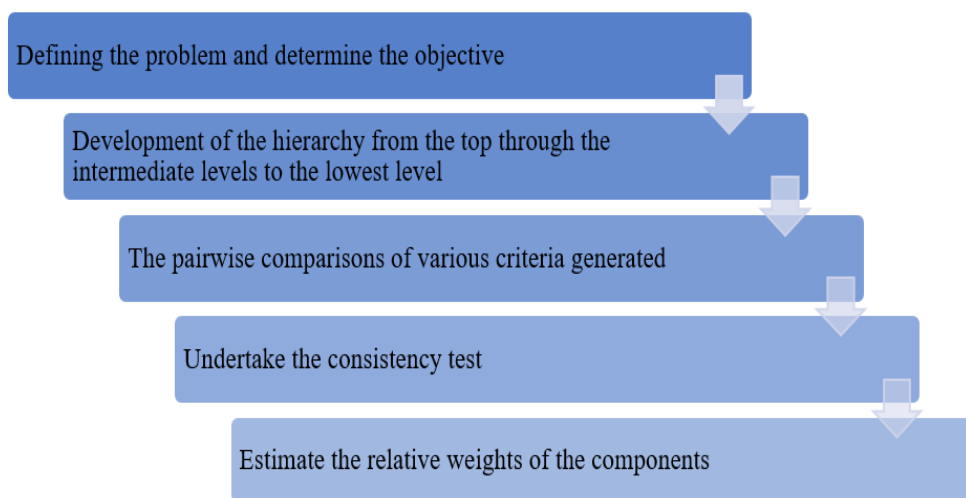 Defining the problem and determine the objective
Development of the hierarchy from the top through the
intermediate levels to the lowest level
The pairwise comparisons of various criteria generated
Undertake the consistency test
Estimate the relative weights of the components